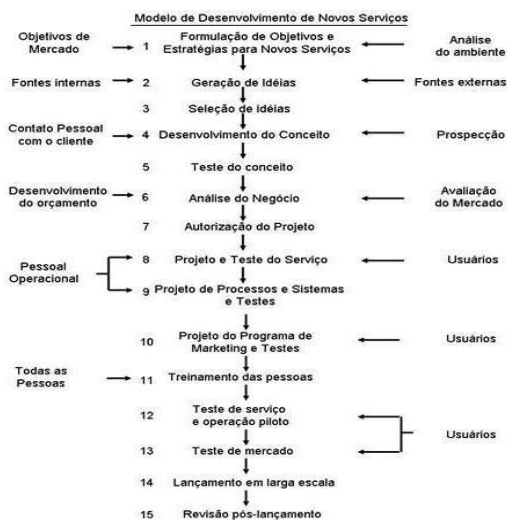 Modelo de Desenvolvimento de Novos Serviços
Objetivos de
Mercado
1
Formulação de Objetivos e
Estratégias para Novos Serviços
Análise
do ambiente
Fontes internas
2
Geração de Idéias
Fontes externas
3
Seleção de idéias
Contato Pessoal
com o cliente
4
Desenvolvimento do Conceito
Prospecção
5
Teste do conceito
Desenvolvimento
do orçamento
6
Análise do Negócio
Avaliação
do Mercado
7
Autorização do Projeto
Pessoal
Operacional
8
Projeto e Teste do Serviço
Usuários
9
Projeto de Processos e Sistemas
e Testes
10
Projeto do Programa de
Marketing e Testes
Usuários
Todas as
Pessoas
11
Treinamento das pessoas
12
Teste de serviço
e operação piloto
Usuários
13
Teste de mercado
14
Lançamento em larga escala
15
Revisão pós-lançamento